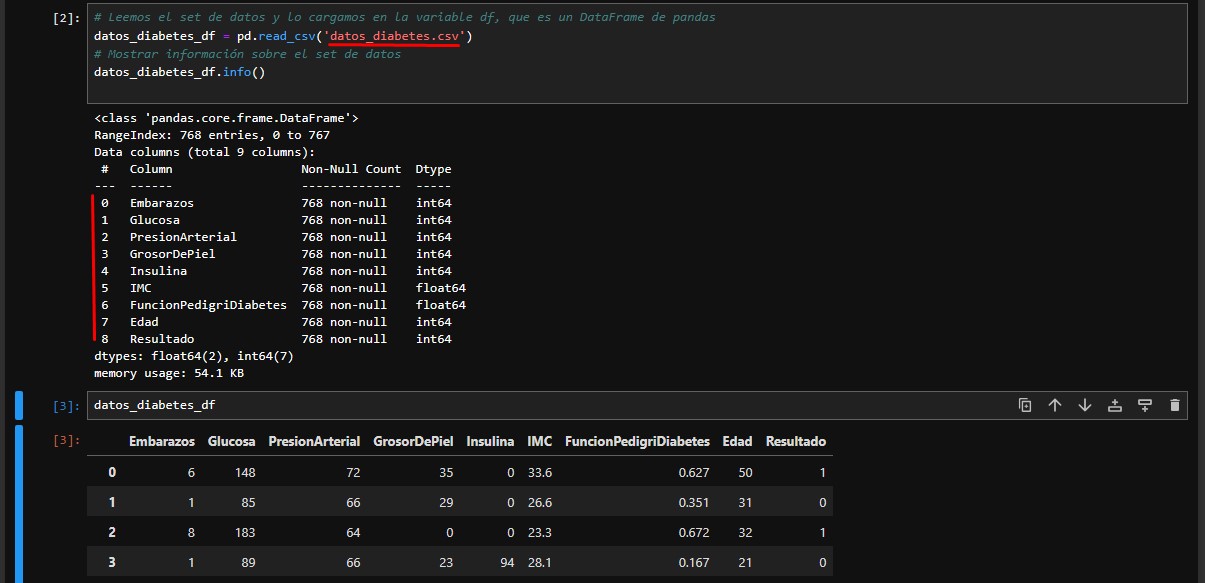 [2]: # Leemos el set de datos y lo cargamos en la variable df, que es un DataFrame de pandas
datos_diabetes_df = pd.read_csv('datos_diabetes.csv')
# Mostrar información sobre el set de datos
datos_diabetes_df.info()
<class 'pandas.core.frame.DataFrame'>
RangeIndex: 768 entries, 0 to 767
Data columns (total 9 columns):
# Column Non-Null Count Dtype
--- ------ -------------- -----
0 Embarazos 768 non-null int64
1 Glucosa 768 non-null int64
2 PresionArterial 768 non-null int64
3 GrosorDePiel 768 non-null int64
4 Insulina 768 non-null int64
5 IMC 768 non-null float64
6 FuncionPedigriDiabetes 768 non-null float64
7 Edad 768 non-null int64
8 Resultado 768 non-null int64
dtypes: float64(2), int64(7)
memory usage: 54.1 KB
[3]: datos_diabetes_df
[3]: Embarazos Glucosa PresionArterial GrosorDePiel Insulina IMC FuncionPedigriDiabetes Edad Resultado
0 6 148 72 35 0 33.6 0.627 50 1
1 1 85 66 29 0 26.6 0.351 31 0
2 8 183 64 0 0 23.3 0.672 32 1
3 1 89 66 23 94 28.1 0.167 21 0